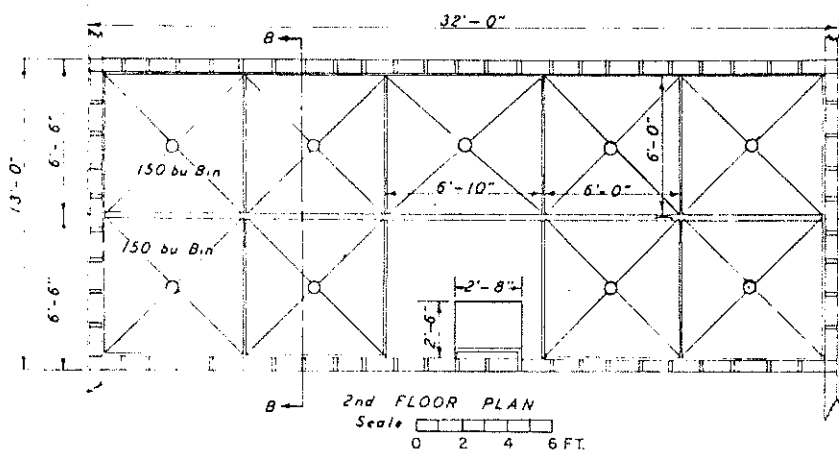 32'-0"
B
13'-0"
6'-6"
150 bu Bin
6'-10"
6'-0"
6'-0"
6'-6"
150 bu Bin
2'-8"
2'-6"
B
2nd FLOOR PLAN
Scale
0 2 4 6 FT.